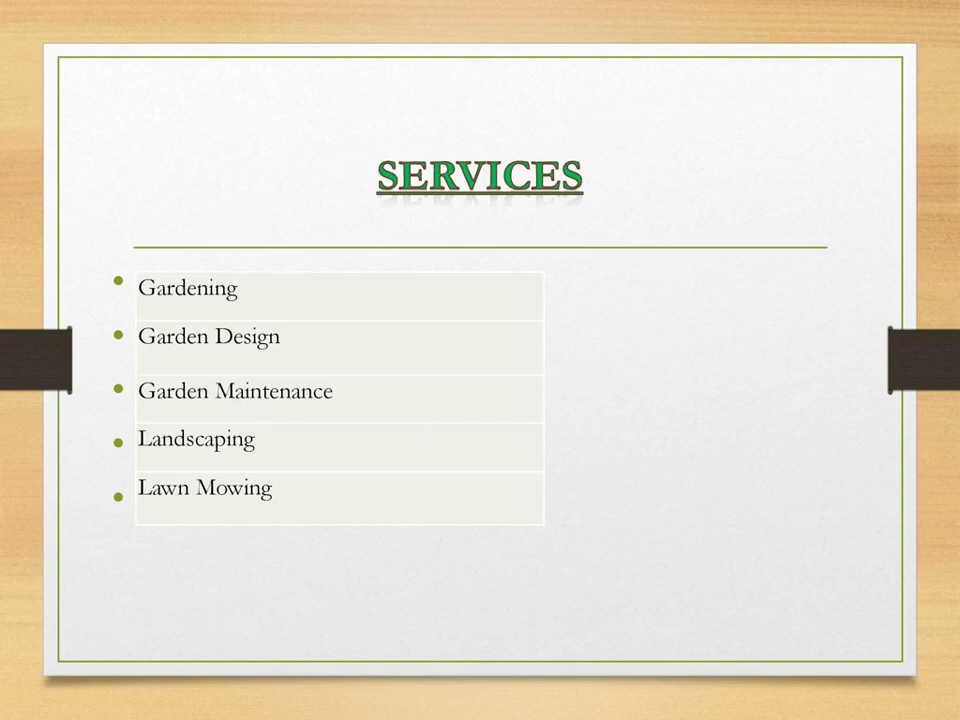 SERVICES
• Gardening
• Garden Design
• Garden Maintenance
• Landscaping
• Lawn Mowing